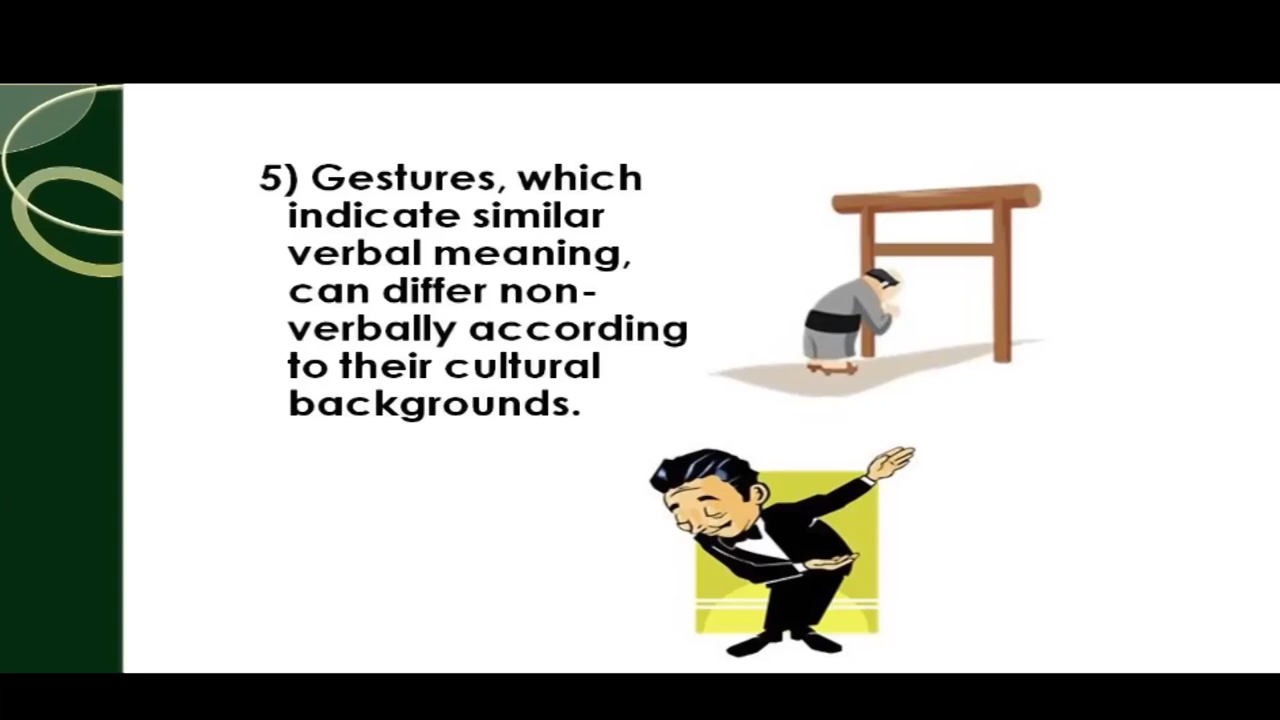 5) Gestures, which
indicate similar
verbal meaning,
can differ non-
verbally according
to their cultural
backgrounds.